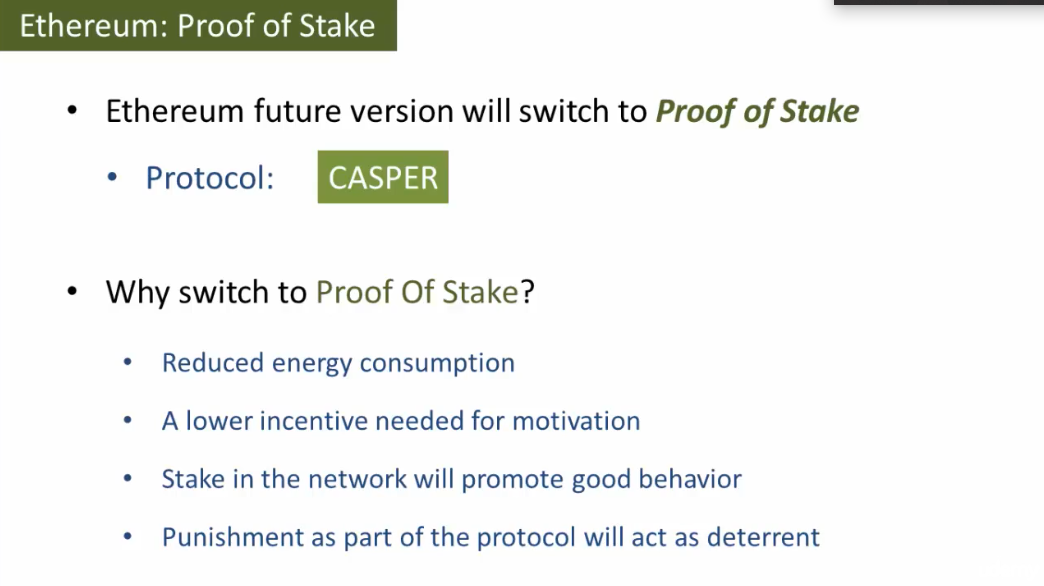 Ethereum: Proof of Stake
• Ethereum future version will switch to Proof of Stake
• Protocol: CASPER
• Why switch to Proof Of Stake?
• Reduced energy consumption
• A lower incentive needed for motivation
• Stake in the network will promote good behavior
• Punishment as part of the protocol will act as deterrent